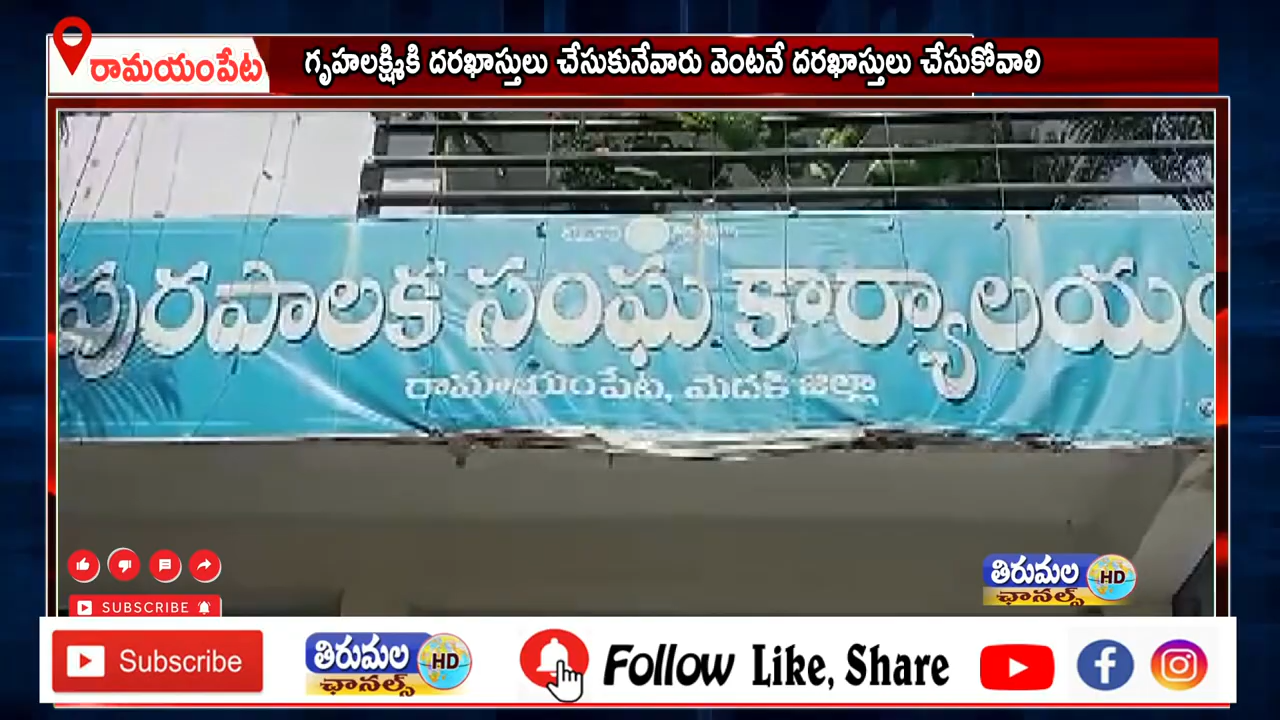 రామయంపేట
గృహలక్ష్మికి దరఖాస్తులు చేసుకునేవారు వెంటనే దరఖాస్తులు చేసుకోవాలి
పురపాలక సంఘ కార్యాలయం
రామాయంపేట, మెదక్ జిల్లా
SUBSCRIBE
తిరుమల HD
ఛానల్స్
Subscribe
తిరుమల HD
ఛానల్స్
Follow Like, Share